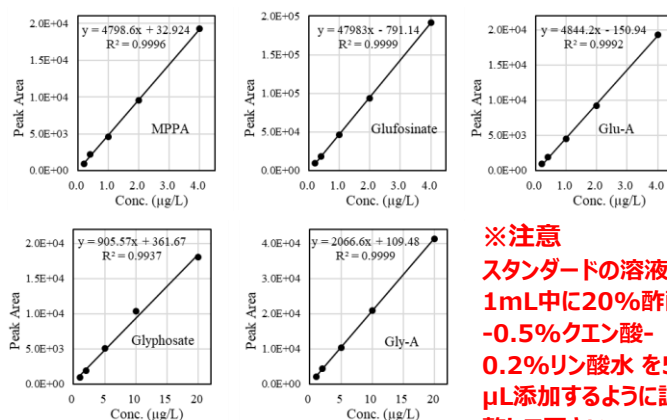 y = 4798.6x + 32.924
R² = 0.9996
2.0E+04
1.5E+04
1.0E+04
5.0E+03
0.0E+00
Peak Area
MPPA
0.0 1.0 2.0 3.0 4.0
Conc. (µg/L)
y = 47983x - 791.14
R² = 0.9999
2.0E+05
1.5E+05
1.0E+05
5.0E+04
0.0E+00
Peak Area
Glufosinate
0.0 1.0 2.0 3.0 4.0
Conc. (µg/L)
y = 4844.2x - 150.94
R² = 0.9992
2.0E+04
1.5E+04
1.0E+04
5.0E+03
0.0E+00
Peak Area
Glu-A
0.0 1.0 2.0 3.0 4.0
Conc. (µg/L)
y = 905.57x + 361.67
R² = 0.9937
2.0E+04
1.5E+04
1.0E+04
5.0E+03
0.0E+00
Peak Area
Glyphosate
0 5 10 15 20
Conc. (µg/L)
y = 2066.6x + 109.48
R² = 0.9999
4.0E+04
3.0E+04
2.0E+04
1.0E+04
0.0E+00
Peak Area
Gly-A
0 5 10 15 20
Conc. (µg/L)
※注意
スタンダードの溶液
1mL中に20%酢
-0.5%クエン酸-
0.2%リン酸水 を5
µL添加するように